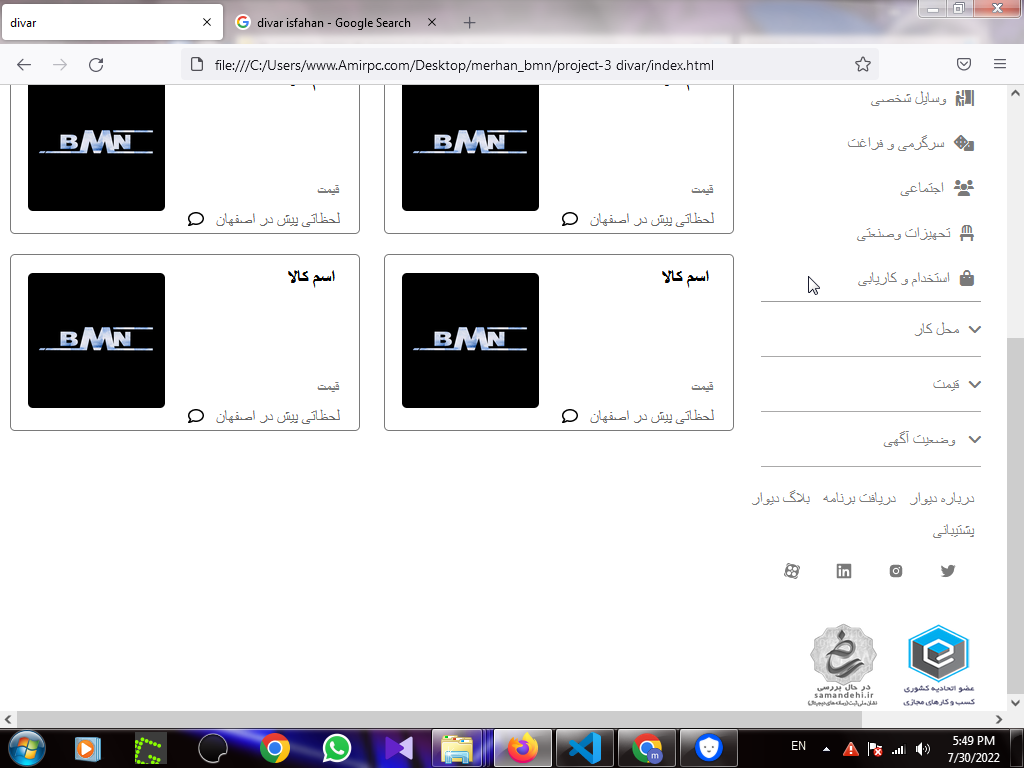 divar
divar isfahan - Google Search
file:///C:/Users/www.Amirpc.com/Desktop/merhan_bmn/project-3 divar/index.html
وسایل شخصی
سرگرمی و فراغت
اجتماعی
تجهیزات وصنعتی
استخدام و کاریابی
محل کار
قیمت
وضعیت آگهی
درباره دیوار دریافت برنامه بلاگ دیوار
پشتیبانی
عضو اتحادیه کشوری
کسب و کارهای مجازی
در حال بررسی
samandehi.ir
BMN
قیمت
لحظاتی پیش در اصفهان
BMN
قیمت
لحظاتی پیش در اصفهان
اسم کالا
BMN
قیمت
لحظاتی پیش در اصفهان
اسم کالا
BMN
قیمت
لحظاتی پیش در اصفهان
m
EN
5:49 PM
7/30/2022